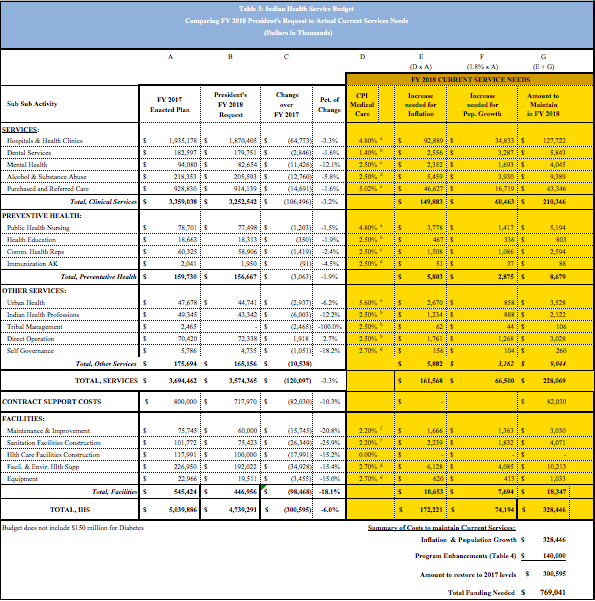 Table 3: Indian Health Service Budget
Comparing FY 2018 President's Request to Actual Current Services Needs
(Dollars in Thousands)
A B C D E F G
(D x A) (1.8% x A) (E + G)
FY 2018 CURRENT SERVICE NEEDS
Sub Sub Activity FY 2017 Enacted Plan President's FY 2018 Request Change over FY 2017 Pct. of Change CPI Medical Care Increase needed for Inflation Increase needed for Pop. Growth Amount to Maintain in FY 2018
SERVICES:
Hospitals & Health Clinics $ 1,935,178 $ 1,870,405 $ (64,773) -3.3% 4.80% a $ 92,889 $ 34,833 $ 127,722
Dental Services $ 182,597 $ 179,751 $ (2,846) -1.6% 1.40% b $ 2,556 $ 3,287 $ 5,843
Mental Health $ 94,080 $ 82,654 $ (11,426) -12.1% 2.50% $ 2,352 $ 1,693 $ 4,045
Alcohol & Substance Abuse $ 218,353 $ 205,593 $ (12,760) -5.8% 2.50% $ 5,459 $ 3,930 $ 9,389
Purchased and Referred Care $ 928,830 $ 914,139 $ (14,691) -1.6% 5.02% $ 46,627 $ 16,719 $ 63,346
Total, Clinical Services $ 3,359,038 $ 3,252,542 $ (106,496) -3.2% $ 149,883 $ 60,463 $ 210,346
PREVENTIVE HEALTH:
Public Health Nursing $ 78,701 $ 77,498 $ (1,203) -1.5% 4.80% $ 3,778 $ 1,417 $ 5,194
Health Education $ 18,663 $ 18,313 $ (350) -1.9% 2.50% $ 467 $ 336 $ 803
Comm. Health Reps $ 60,325 $ 58,906 $ (1,419) -2.4% 2.50% $ 1,508 $ 1,086 $ 2,594
Immunization AK $ 2,041 $ 1,950 $ (91) -4.5% 2.50% $ 51 $ 37 $ 88
Total, Preventative Health $ 159,730 $ 156,667 $ (3,063) -1.9% $ 5,803 $ 2,875 $ 8,679
OTHER SERVICES:
Urban Health $ 47,678 $ 44,741 $ (2,937) -6.2% 5.60% $ 2,670 $ 858 $ 3,528
Indian Health Professions $ 49,345 $ 43,342 $ (6,003) -12.2% 2.50% $ 1,234 $ 888 $ 2,122
Tribal Management $ 2,465 $ - $ (2,465) -100.0% 2.50% $ 62 $ 44 $ 106
Direct Operation $ 70,420 $ 72,338 $ 1,918 2.7% 2.50% $ 1,761 $ 1,268 $ 3,028
Self Governance $ 5,786 $ 4,735 $ (1,051) -18.2% 2.70% $ 156 $ 104 $ 260
Total, Other Services $ 175,694 $ 165,156 $ (10,538) $ 5,882 $ 3,162 $ 9,044
TOTAL, SERVICES $ 3,694,462 $ 3,574,365 $ (120,097) -3.3% $ 161,568 $ 66,500 $ 228,069
CONTRACT SUPPORT COSTS $ 800,000 $ 717,970 $ (82,030) -10.3% $ - $ 82,030
FACILITIES:
Maintenance & Improvement $ 75,745 $ 60,000 $ (15,745) -20.8% 2.20% f $ 1,666 $ 1,363 $ 3,030
Sanitation Facilities Construction $ 101,772 $ 75,423 $ (26,349) -25.9% 2.20% f $ 2,239 $ 1,832 $ 4,071
Hlth Care Facilities Construction $ 117,991 $ 100,000 $ (17,991) -15.2% 0.00% $ - $ - $ -
Facil. & Envir. Hlth Supp $ 226,950 $ 192,022 $ (34,928) -15.4% 2.70% $ 6,128 $ 4,085 $ 10,213
Equipment $ 22,966 $ 19,511 $ (3,455) -15.0% 2.70% $ 620 $ 413 $ 1,033
Total, Facilities $ 545,424 $ 446,956 $ (98,468) -18.1% $ 10,653 $ 7,694 $ 18,347
TOTAL, IHS $ 5,039,886 $ 4,739,291 $ (300,595) -6.0% $ 172,221 $ 74,194 $ 328,446
Budget does not include $150 million for Diabetes
Summary of Costs to maintain Current Services:
Inflation & Population Growth $ 328,446
Program Enhancements (Table 4) $ 140,000
Amount to restore to 2017 levels $ 300,595
Total Funding Needed $ 769,041